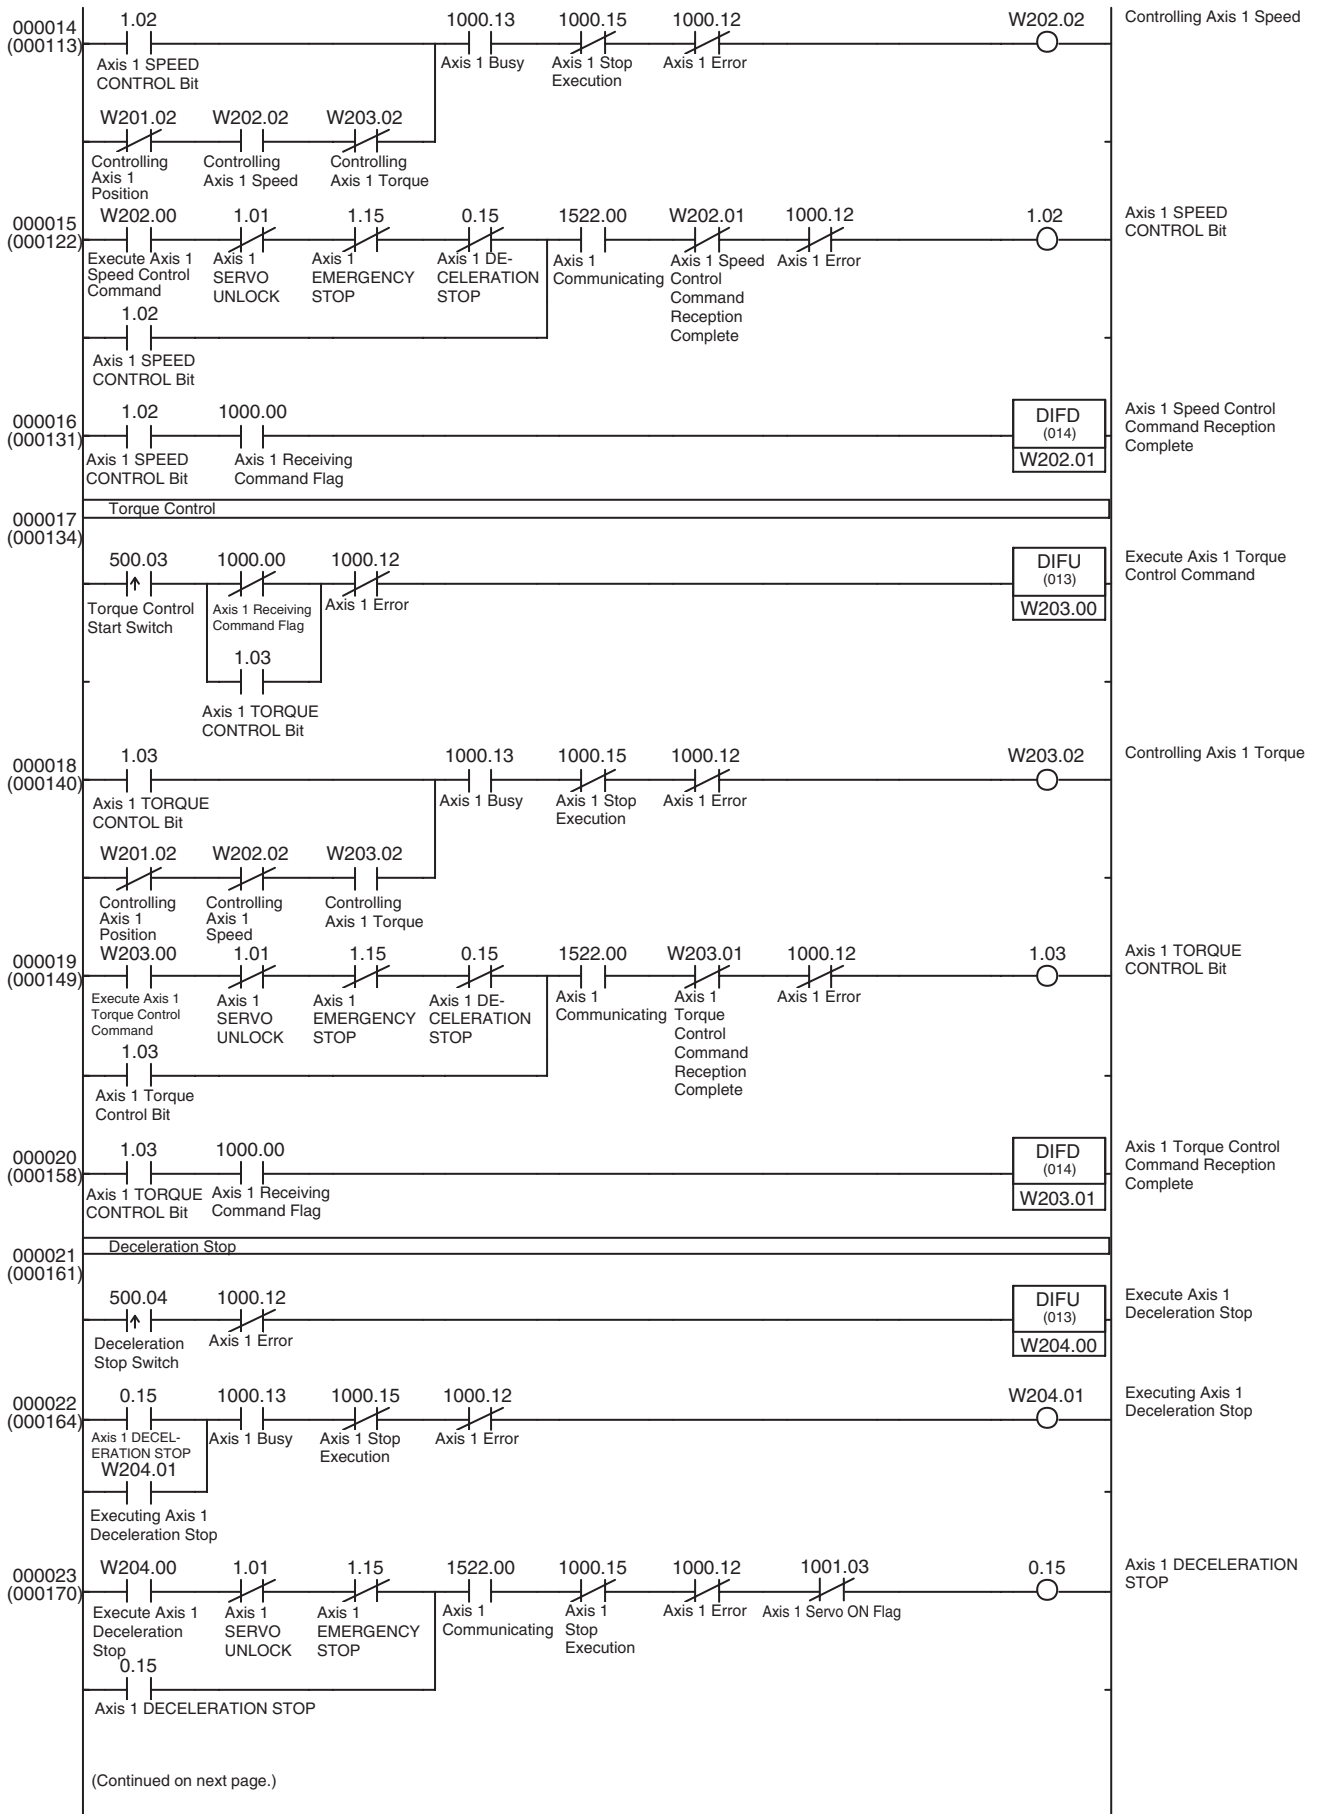 000014
(000113)
1.02 1000.13 1000.15 1000.12 W202.02
Controlling Axis 1 Speed
Axis 1 SPEED
CONTROL Bit
Axis 1 Busy
Axis 1 Stop
Execution
Axis 1 Error
W201.02 W202.02 W203.02
Controlling
Axis 1
Position
Controlling
Axis 1 Speed
Controlling
Axis 1 Torque
000015
(000122)
W202.00 1.01 1.15 0.15 1522.00 W202.01 1000.12 1.02
Axis 1 SPEED
CONTROL Bit
Execute Axis 1
Speed Control
Command
Axis 1
SERVO
UNLOCK
Axis 1
EMERGENCY
STOP
Axis 1 DE-
CELERATION
STOP
Axis 1
Communicating
Axis 1 Speed
Control
Command
Reception
Complete
Axis 1 Error
1.02
Axis 1 SPEED
CONTROL Bit
000016
(000131)
1.02 1000.00
Axis 1 SPEED
CONTROL Bit
Axis 1 Receiving
Command Flag
DIFD
(014)
W202.01
Axis 1 Speed Control
Command Reception
Complete
Torque Control
000017
(000134)
500.03 1000.00 1000.12
Torque Control
Start Switch
Axis 1 Receiving
Command Flag
Axis 1 Error
DIFU
(013)
W203.00
Execute Axis 1 Torque
Control Command
1.03
Axis 1 TORQUE
CONTROL Bit
000018
(000140)
1.03 1000.13 1000.15 1000.12 W203.02
Controlling Axis 1 Torque
Axis 1 TORQUE
CONTOL Bit
Axis 1 Busy
Axis 1 Stop
Execution
Axis 1 Error
W201.02 W202.02 W203.02
Controlling
Axis 1
Position
Controlling
Axis 1
Speed
Controlling
Axis 1 Torque
000019
(000149)
W203.00 1.01 1.15 0.15 1522.00 W203.01 1000.12 1.03
Axis 1 TORQUE
CONTROL Bit
Execute Axis 1
Torque Control
Command
Axis 1
SERVO
UNLOCK
Axis 1
EMERGENCY
STOP
Axis 1 DE-
CELERATION
STOP
Axis 1
Communicating
Axis 1
Torque
Control
Command
Reception
Complete
Axis 1 Error
1.03
Axis 1 Torque
Control Bit
000020
(000158)
1.03 1000.00
Axis 1 TORQUE
CONTROL Bit
Axis 1 Receiving
Command Flag
DIFD
(014)
W203.01
Axis 1 Torque Control
Command Reception
Complete
Deceleration Stop
000021
(000161)
500.04 1000.12
Deceleration
Stop Switch
Axis 1 Error
DIFU
(013)
W204.00
Execute Axis 1
Deceleration Stop
000022
(000164)
0.15 1000.13 1000.15 1000.12 W204.01
Executing Axis 1
Deceleration Stop
Axis 1 DECEL-
ERATION STOP
Axis 1 Busy
Axis 1 Stop
Execution
Axis 1 Error
W204.01
Executing Axis 1
Deceleration Stop
000023
(000170)
W204.00 1.01 1.15 1522.00 1000.15 1000.12 1001.03 0.15
Axis 1 DECELERATION
STOP
Execute Axis 1
Deceleration
Stop
Axis 1
SERVO
UNLOCK
Axis 1
EMERGENCY
STOP
Axis 1
Communicating
Axis 1
Stop
Execution
Axis 1 Error
Axis 1 Servo ON Flag
0.15
Axis 1 DECELERATION STOP
(Continued on next page.)